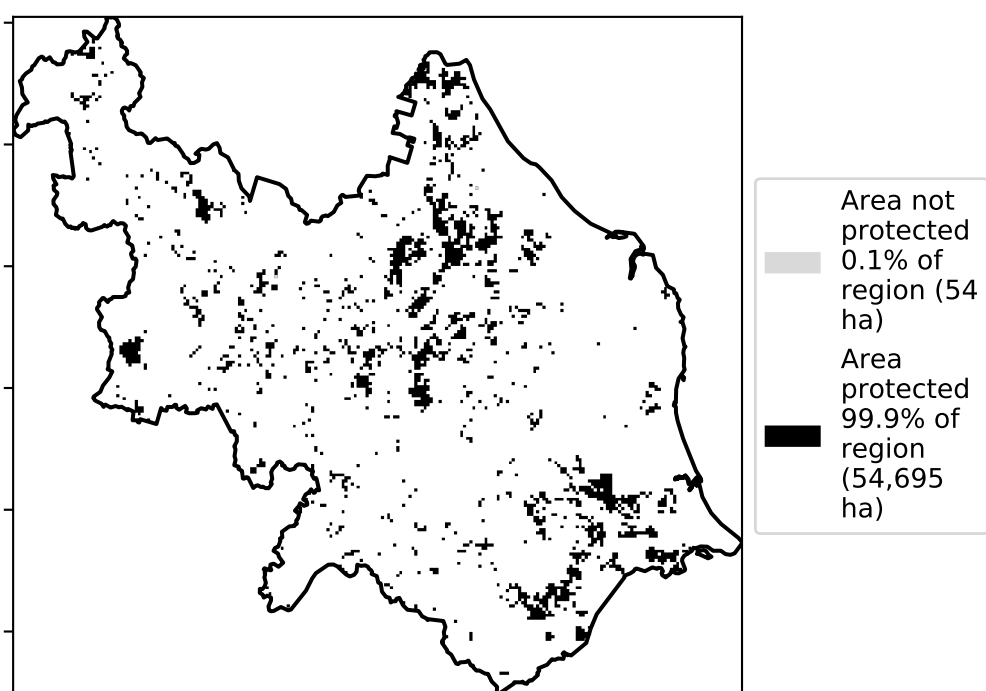 Area not
protected
0.1% of
region (54
ha)
Area
protected
99.9% of
region
(54,695
ha)